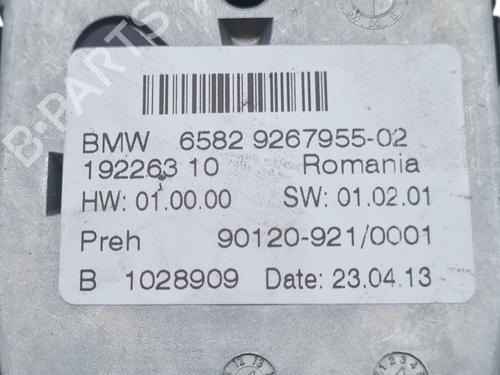 B-PARTS
BMW 6582 9267955-02
192263 10 Romania
HW: 01.00.00 SW: 01.02.01
Preh 90120-921/0001
B 1028909 Date: 23.04.13